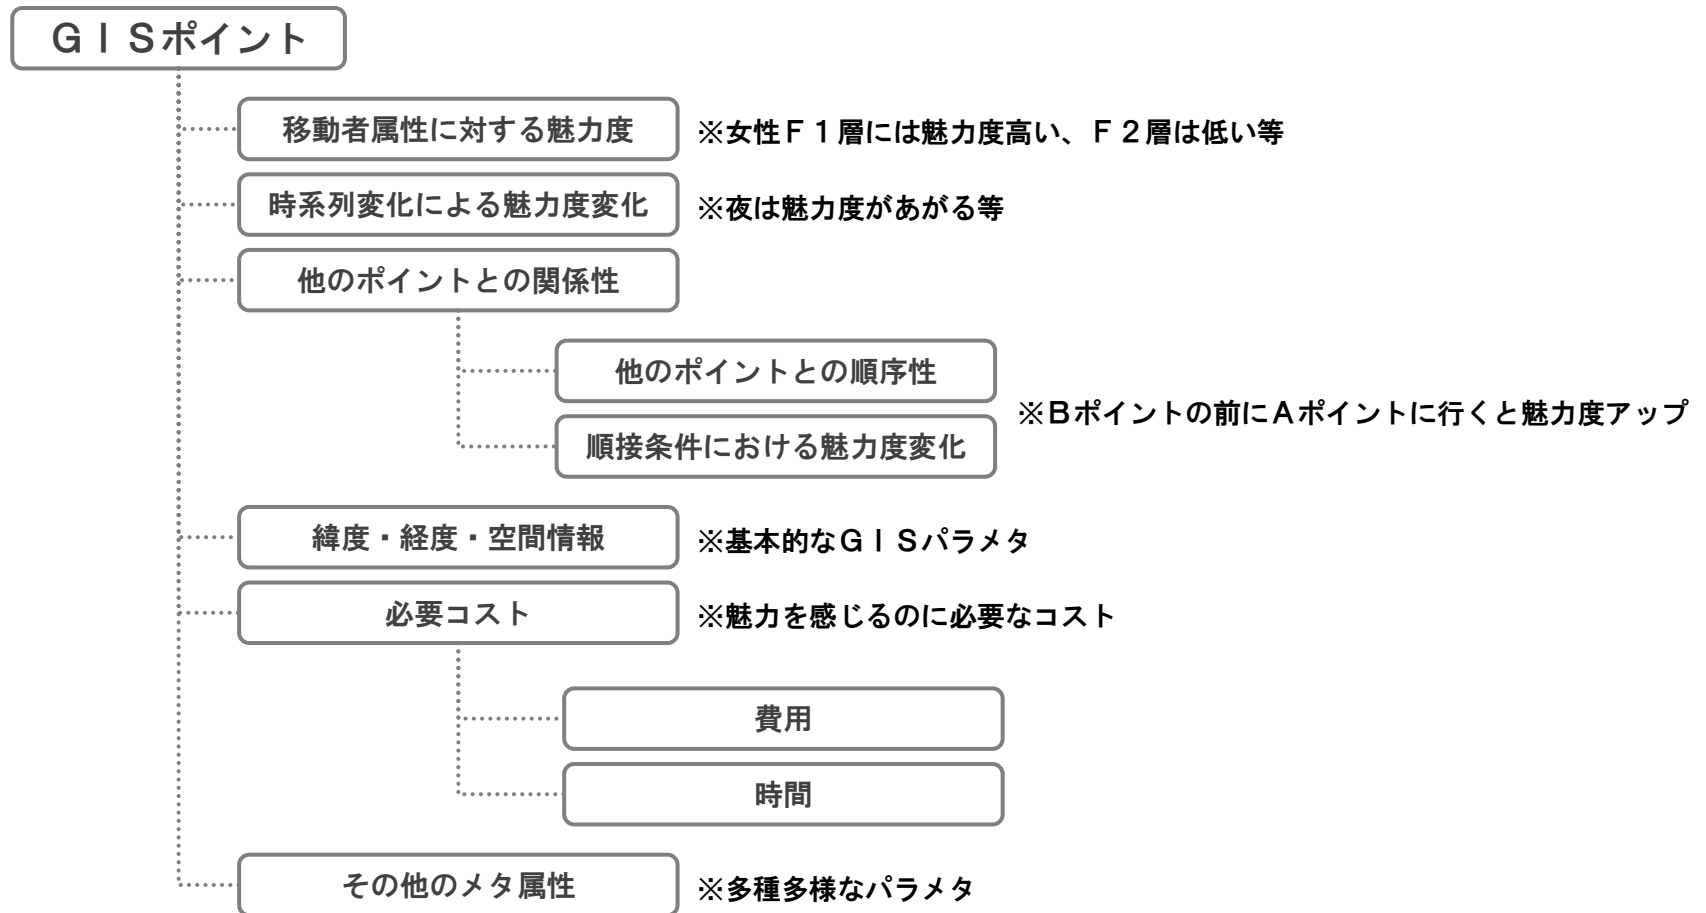 ＧＩＳポイント
移動者属性に対する魅力度
※女性Ｆ１層には魅力度高い、Ｆ２層は低い等
時系列変化による魅力度変化
※夜は魅力度があがる等
他のポイントとの関係性
他のポイントとの順序性
※Ｂポイントの前にＡポイントに行くと魅力度アップ
順接条件における魅力度変化
緯度・経度・空間情報
※基本的なＧＩＳパラメタ
必要コスト
※魅力を感じるのに必要なコスト
費用
時間
その他のメタ属性
※多種多様なパラメタ